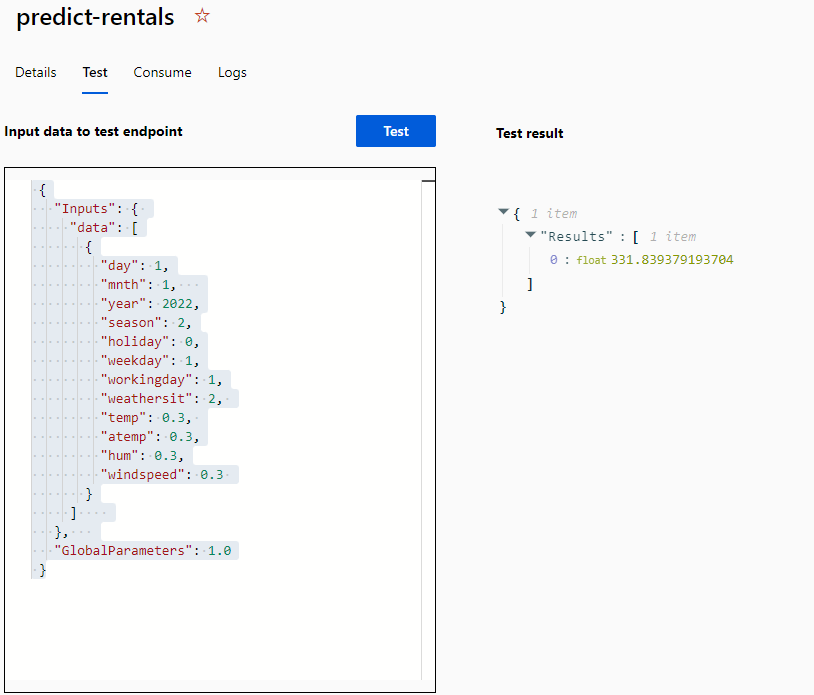 predict-rentals
Details Test Consume Logs
Input data to test endpoint
Test
{
"Inputs": {
"data": [
{
"day": 1,
"mnth": 1,
"year": 2022,
"season": 2,
"holiday": 0,
"weekday": 1,
"workingday": 1,
"weathersit": 2,
"temp": 0.3,
"atemp": 0.3,
"hum": 0.3,
"windspeed": 0.3
}
]
},
"GlobalParameters": 1.0
}
Test result
{ 1 item
"Results" : [ 1 item
0 : float 331.839379193704
]
}